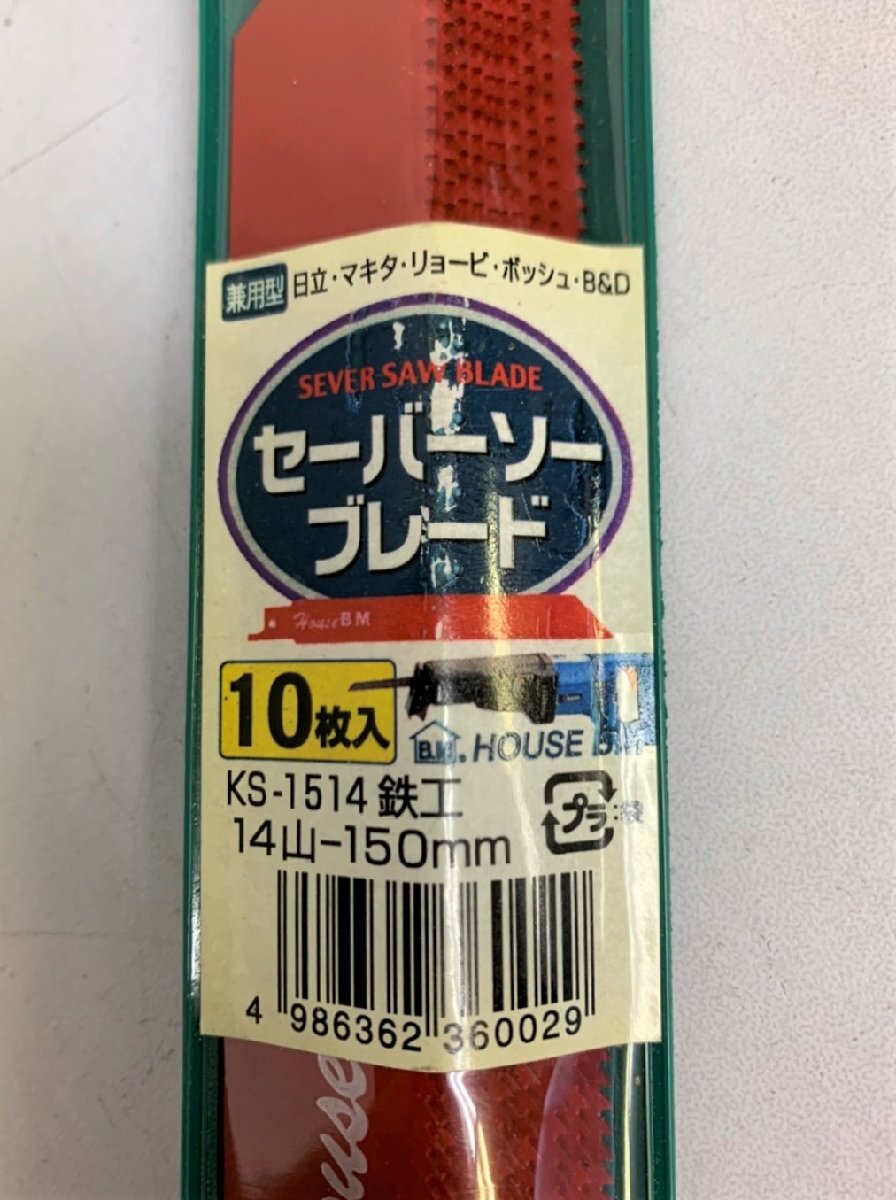 兼用型 日立・マキタ・リョービ・ボッシュ・B&D
SEVER SAW BLADE
セーバーソー
ブレード
House BM
10枚入
B.M. HOUSE
KS-1514 鉄工
プラ:袋
14山-150mm
4 986362 360029
ouse